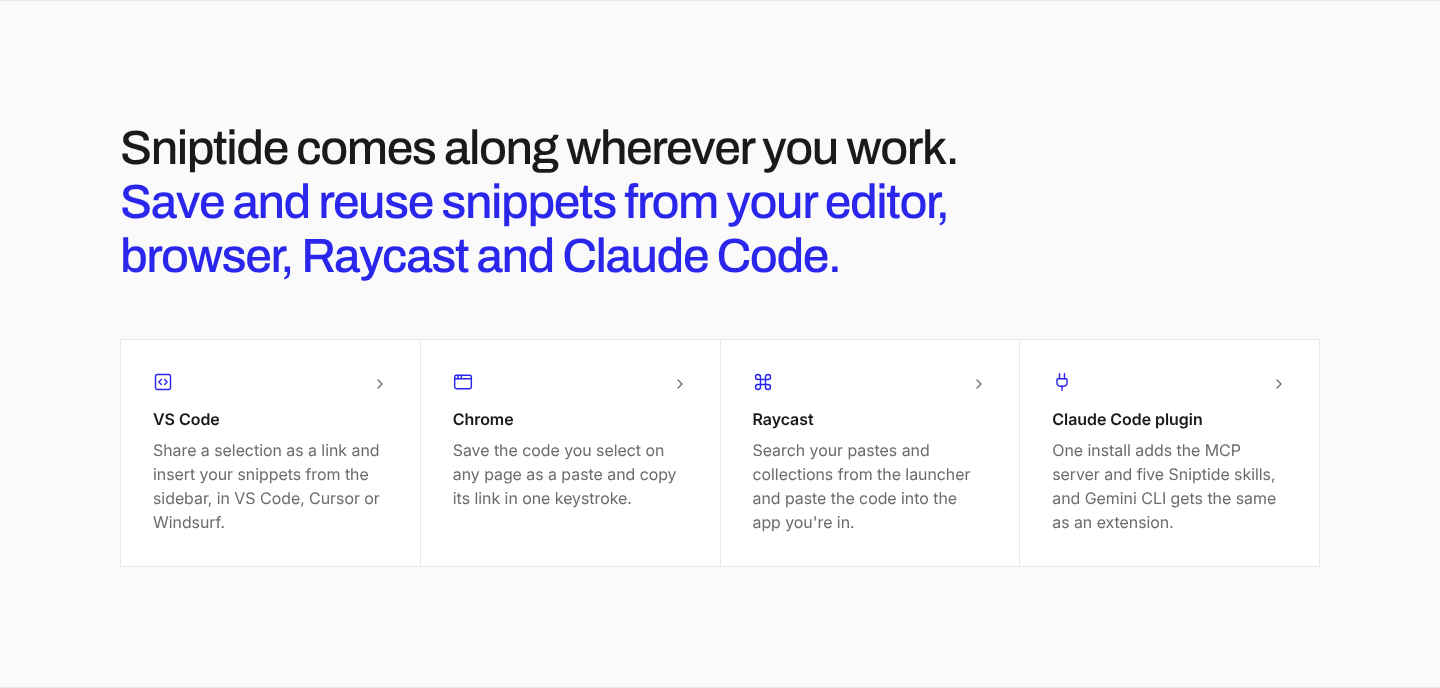 Sniptide comes along wherever you work.
Save and reuse snippets from your editor,
browser, Raycast and Claude Code.
VS Code
Share a selection as a link and
insert your snippets from the
sidebar, in VS Code, Cursor or
Windsurf.
Chrome
Save the code you select on
any page as a paste and copy
its link in one keystroke.
Raycast
Search your pastes and
collections from the launcher
and paste the code into the
app you're in.
Claude Code plugin
One install adds the MCP
server and five Sniptide skills,
and Gemini CLI gets the same
as an extension.